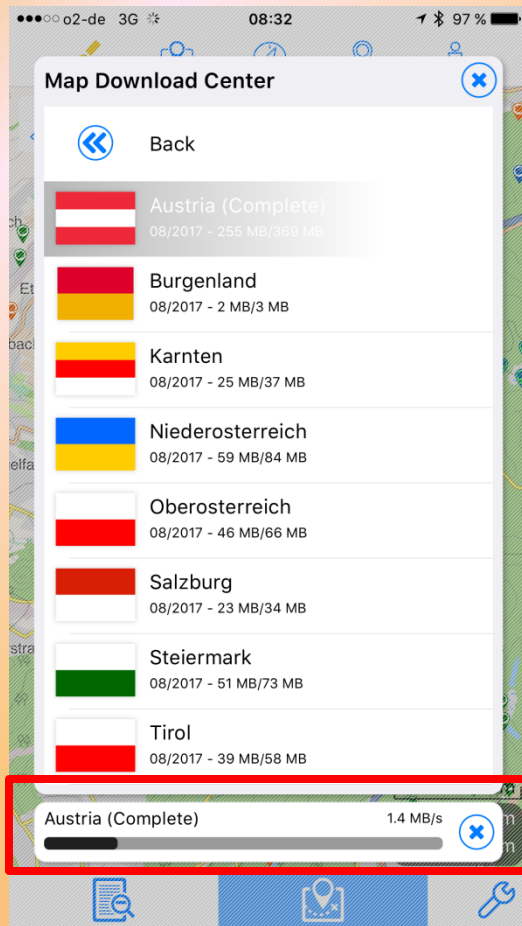 o2-de 3G 08:32 97 %
Map Download Center
Back
Austria (Complete)
08/2017 - 255 MB/369 MB
Burgenland
08/2017 - 2 MB/3 MB
Karnten
08/2017 - 25 MB/37 MB
Niederosterreich
08/2017 - 59 MB/84 MB
Oberosterreich
08/2017 - 46 MB/66 MB
Salzburg
08/2017 - 23 MB/34 MB
Steiermark
08/2017 - 51 MB/73 MB
Tirol
08/2017 - 39 MB/58 MB
Austria (Complete) 1.4 MB/s